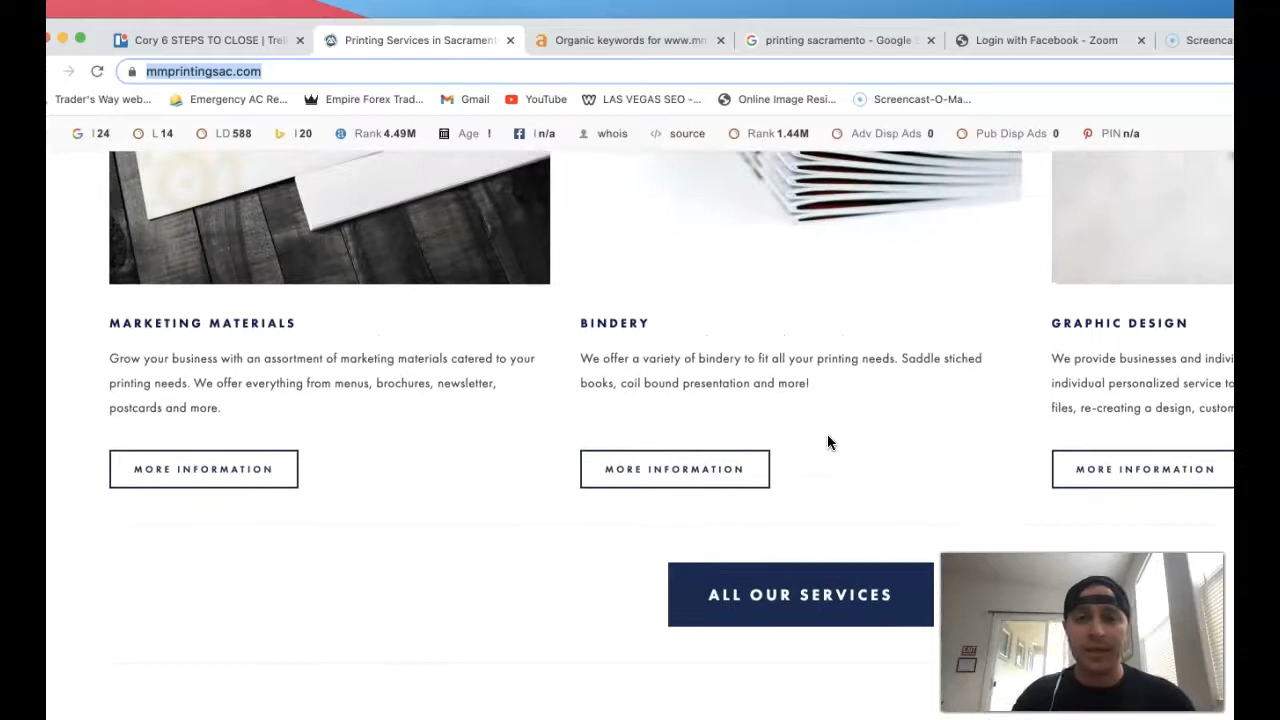 Cory 6 STEPS TO CLOSE | Trell
Printing Services in Sacrament
Organic keywords for www.mm
printing sacramento - Google S
Login with Facebook - Zoom
Screenca
mmprintingsac.com
Trader's Way web...
Emergency AC Re...
Empire Forex Trad...
Gmail
YouTube
LAS VEGAS SEO -...
Online Image Resi...
Screencast-O-Ma...
I 24
L 14
LD 588
I 20
Rank 4.49M
Age !
I n/a
whois
source
Rank 1.44M
Adv Disp Ads 0
Pub Disp Ads 0
PIN n/a
MARKETING MATERIALS
Grow your business with an assortment of marketing materials catered to your
printing needs. We offer everything from menus, brochures, newsletter,
postcards and more.
MORE INFORMATION
BINDERY
We offer a variety of bindery to fit all your printing needs. Saddle stiched
books, coil bound presentation and more!
MORE INFORMATION
GRAPHIC DESIGN
We provide businesses and indivi
individual personalized service to
files, re-creating a design, custom
MORE INFORMATION
ALL OUR SERVICES
EXIT